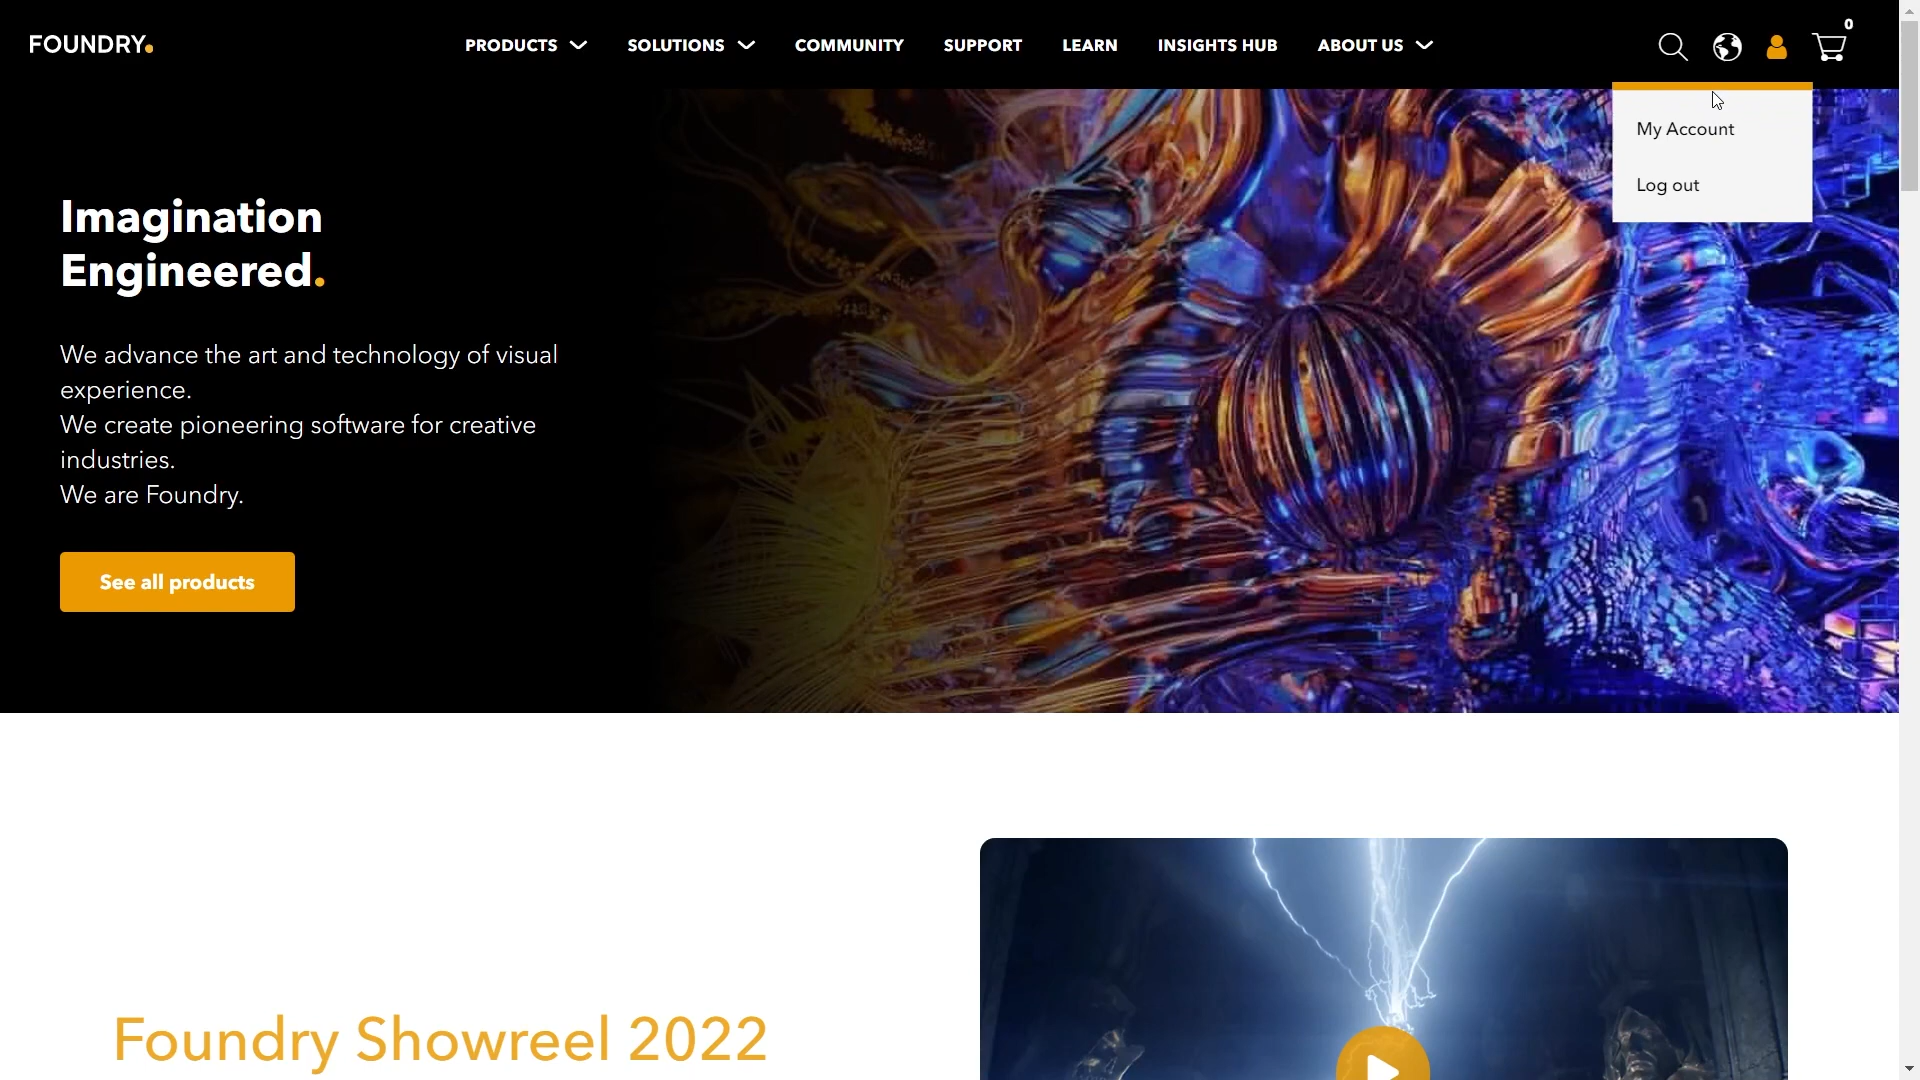 FOUNDRY.
PRODUCTS
SOLUTIONS
COMMUNITY
SUPPORT
LEARN
INSIGHTS HUB
ABOUT US
0
My Account
Log out
Imagination
Engineered.
We advance the art and technology of visual
experience.
We create pioneering software for creative
industries.
We are Foundry.
See all products
Foundry Showreel 2022